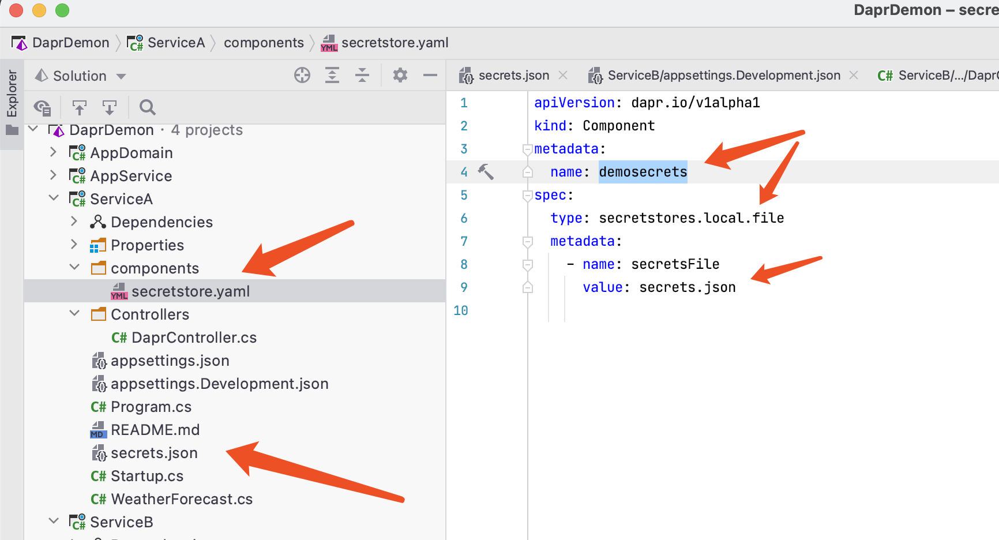 DaprDemon – secre
DaprDemon ServiceA components secretstore.yaml
Explorer
Solution
secrets.json ServiceB/appsettings.Development.json C# ServiceB/.../Dapr
DaprDemon · 4 projects
C# AppDomain
C# AppService
C# ServiceA
Dependencies
Properties
components
YML secretstore.yaml
Controllers
C# DaprController.cs
appsettings.json
appsettings.Development.json
C# Program.cs
MD README.md
secrets.json
C# Startup.cs
C# WeatherForecast.cs
C# ServiceB
1 apiVersion: dapr.io/v1alpha1
2 kind: Component
3 metadata:
4 name: demosecrets
5 spec:
6 type: secretstores.local.file
7 metadata:
8 - name: secretsFile
9 value: secrets.json
10